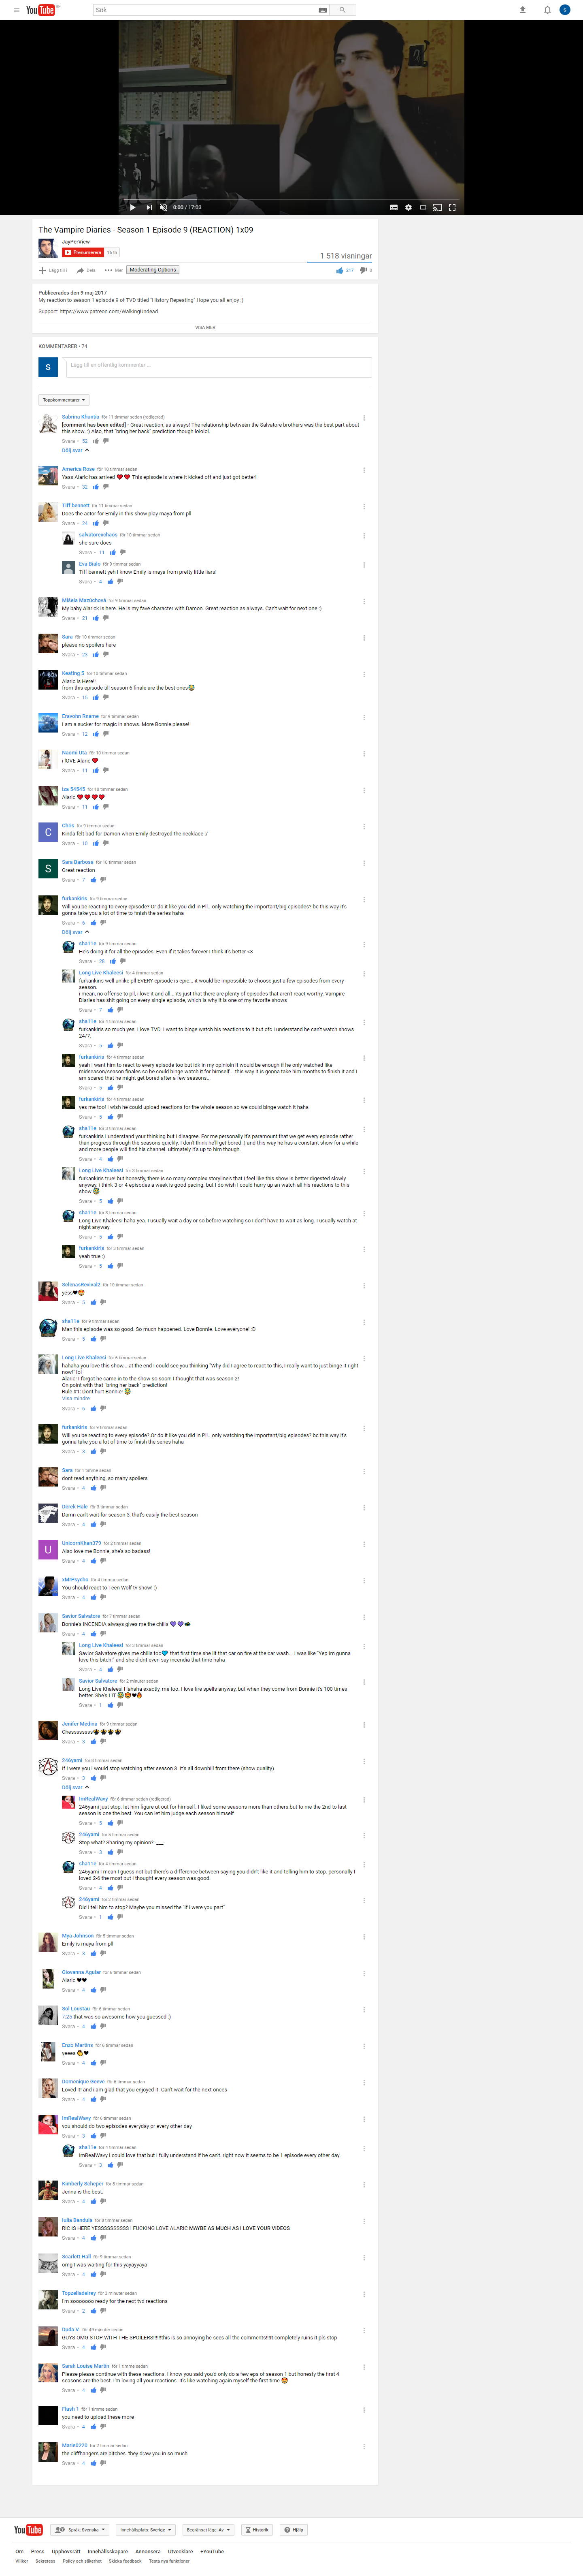 YouTube SE
Sök
S
0:00 / 17:03
The Vampire Diaries - Season 1 Episode 9 (REACTION) 1x09
JayPerView
Prenumerera 16 tn
1 518 visningar
Lägg till i Dela Mer Moderating Options
Publicerades den 9 maj 2017
My reaction to season 1 episode 9 of TVD titled "History Repeating" Hope you all enjoy :)
Support: https://www.patreon.com/WalkingUndead
VISA MER
KOMMENTARER • 74
S
Lägg till en offentlig kommentar ...
Toppkommentarer
Sabrina Khontia för 11 timmar sedan (redigerad)
[comment has been edited] - Great reaction, as always! The relationship between the Salvatore brothers was the best part about
this show. :) Also, that "bring her back" prediction though lololol.
Svara • 52
Dölj svar
America Rose för 10 timmar sedan
Yass Alaric has arrived ❤❤ This episode is where it kicked off and just got better!
Svara • 32
Tiff bennett för 11 timmar sedan
Does the actor for Emily in this show play maya from pll
Svara • 24
salvatorexchaos för 10 timmar sedan
she sure does
Svara • 11
Eva Bialo för 9 timmar sedan
Tiff bennett yeh I know Emily is maya from pretty little liars!
Svara • 4
Mišela Mazúchová för 9 timmar sedan
My baby Alarick is here. He is my fave character with Damon. Great reaction as always. Can't wait for next one :)
Svara • 21
Sara för 10 timmar sedan
please no spoilers here
Svara • 23
Keating S för 10 timmar sedan
Alaric is Here!!
from this episode till season 6 finale are the best ones
Svara • 15
Eravohn Rname för 9 timmar sedan
I am a sucker for magic in shows. More Bonnie please!
Svara • 12
Naomi Uta för 10 timmar sedan
I lOVE Alaric ❤
Svara • 11
Iza 54545 för 10 timmar sedan
Alaric ❤❤❤❤
Svara • 11
C
Chris för 9 timmar sedan
Kinda felt bad for Damon when Emily destroyed the necklace ;/
Svara • 10
S
Sara Barbosa för 10 timmar sedan
Great reaction
Svara • 7
furkankiris för 9 timmar sedan
Will you be reacting to every episode? Or do it like you did in Pll.. only watching the important/big episodes? bc this way it's
gonna take you a lot of time to finish the series haha
Svara • 6
Dölj svar
sha11e för 9 timmar sedan
He's doing it for all the episodes. Even if it takes forever I think it's better <3
Svara • 28
Long Live Khaleesi för 4 timmar sedan
furkankiris well unlike pll EVERY episode is epic... it would be impossible to choose just a few episodes from every
season.
i mean, no offense to pll, i love it and all... its just that there are plenty of episodes that aren't react worthy. Vampire
Diaries has shit going on every single episode, which is why it is one of my favorite shows
Svara • 7
sha11e för 4 timmar sedan
furkankiris so much yes. I love TVD. I want to binge watch his reactions to it but ofc I understand he can't watch shows
24/7.
Svara • 5
furkankiris för 4 timmar sedan
yeah I want him to react to every episode too but idk in my opinioln it would be enough if he only watched like
midseason/season finales so he could binge watch it for himself... this way it is gonna take him months to finish it and I
am scared that he might get bored after a few seasons...
Svara • 5
furkankiris för 4 timmar sedan
yes me too! I wish he could upload reactions for the whole season so we could binge watch it haha
Svara • 3
sha11e för 3 timmar sedan
furkankiris I understand your thinking but I disagree. For me personally it's paramount that we get every episode rather
than progress through the seasons quickly. I don't think he'll get bored :) and this way he has a constant show for a while
and more people will find his channel. ultimately it's up to him though.
Svara • 4
Long Live Khaleesi för 3 timmar sedan
furkankiris true! but honestly, there is so many complex storyline's that I feel like this show is better digested slowly
anyway. I think 3 or 4 episodes a week is good pacing. but I do wish I could hurry up an watch all his reactions to this
show
Svara • 3
sha11e för 3 timmar sedan
Long Live Khaleesi haha yea. I usually wait a day or so before watching so I don't have to wait as long. I usually watch at
night anyway.
Svara • 3
furkankiris för 3 timmar sedan
yeah true :)
Svara • 3
SelenasRevival2 för 10 timmar sedan
yess♥😍
Svara • 5
sha11e för 9 timmar sedan
Man this episode was so good. So much happened. Love Bonnie. Love everyone! :D
Svara • 5
Long Live Khaleesi för 6 timmar sedan
hahaha you love this show... at the end I could see you thinking "Why did I agree to react to this, I really want to just binge it right
now!" lol
Alaric! I forgot he came in to the show so soon! I thought that was season 2!
On point with that "bring her back" prediction!
Rule #1: Dont hurt Bonnie!
Visa mindre
Svara • 6
furkankiris för 9 timmar sedan
Will you be reacting to every episode? Or do it like you did in Pll.. only watching the important/big episodes? bc this way it's
gonna take you a lot of time to finish the series haha
Svara • 3
Sara för 1 timme sedan
dont read anything, so many spoilers
Svara • 4
Derek Hale för 3 timmar sedan
Damn can't wait for season 3, that's easily the best season
Svara • 4
U
UnicornKhan379 för 2 timmar sedan
Also love me Bonnie, she's so badass!
Svara • 4
xMrPsycho för 4 timmar sedan
You should react to Teen Wolf tv show! :)
Svara • 4
Savior Salvatore för 7 timmar sedan
Bonnie's INCENDIA always gives me the chills
Svara • 4
Long Live Khaleesi för 3 timmar sedan
Savior Salvatore gives me chills too that first time she lit that car on fire at the car wash... I was like "Yep im gunna
love this bitch!" and she didnt even say incendia that time haha
Svara • 4
Savior Salvatore för 2 minuter sedan
Long Live Khaleesi Hahaha exactly, me too. I love fire spells anyway, but when they come from Bonnie it's 100 times
better. She's LIT
Svara • 1
Jenifer Medina för 9 timmar sedan
Chessssssss
Svara • 3
246yami för 8 timmar sedan
If i were you i would stop watching after season 3. It's all downhill from there (show quality)
Svara • 3
Dölj svar
ImRealWavy för 6 timmar sedan (redigerad)
246yami just stop, let him figure ut out for himself. I liked some seasons more than others but to me the 2nd to last
season is one the best. You can let him judge each season himself
Svara • 5
246yami för 5 timmar sedan
Stop what? Sharing my opinion? -___-
Svara • 3
sha11e för 4 timmar sedan
246yami I mean I guess not but there's a difference between saying you didn't like it and telling him to stop. personally I
loved 2-6 the most but I thought every season was good.
Svara • 4
246yami för 2 timmar sedan
Did i tell him to stop? Maybe you missed the "if i were you part"
Svara • 1
Mya Johnson för 5 timmar sedan
Emily is maya from pll
Svara • 3
Giovanna Aguiar för 6 timmar sedan
Alaric ♥♥
Svara • 4
Sol Loustau för 6 timmar sedan
7:25 that was so awesome how you guessed :)
Svara • 4
Enzo Martins för 6 timmar sedan
yeees
Svara • 4
Domenique Geeve för 6 timmar sedan
Loved it! and i am glad that you enjoyed it. Can't wait for the next onces
Svara • 4
ImRealWavy för 6 timmar sedan
you should do two episodes everyday or every other day
Svara • 3
sha11e för 4 timmar sedan
ImRealWavy I could love that but I fully understand if he can't. right now it seems to be 1 episode every other day.
Svara • 3
Kimberly Scheper för 8 timmar sedan
Jenna is the best.
Svara • 4
Iulia Bandula för 8 timmar sedan
RIC IS HERE YESSSSSSSSSS I FUCKING LOVE ALARIC MAYBE AS MUCH AS I LOVE YOUR VIDEOS
Svara • 4
Scarlett Hall för 9 timmar sedan
omg I was waiting for this yayayyaya
Svara • 4
Topzelladelrey för 5 minuter sedan
I'm sooooooo ready for the next tvd reactions
Svara • 2
Duda V. för 49 minuter sedan
GUYS OMG STOP WITH THE SPOILERS!!!!!!this is so annoying he sees all the comments!!!It completely ruins it pls stop
Svara • 4
Sarah Louise Martin för 1 timme sedan
Please please continue with these reactions. I know you said you'd only do a few eps of season 1 but honestly the first 4
seasons are the best. I'm loving all your reactions. it's like watching again myself the first time 😍
Svara • 4
Flash 1 för 1 timme sedan
you need to upload these more
Svara • 4
Marie0220 för 2 timmar sedan
the cliffhangers are bitches. they draw you in so much
Svara • 4
YouTube Språk: Svenska Innehållsplats: Sverige Begränsat läge: Av Historik Hjälp
Om Press Upphovsrätt Innehållsskapare Annonsera Utvecklare +YouTube
Villkor Sekretess Policy och säkerhet Skicka feedback Testa nya funktioner